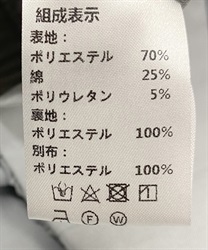 組成表示
表地：
ポリエステル 70%
綿 25%
ポリウレタン 5%
裏地：
ポリエステル 100%
別布：
ポリエステル 100%
F W